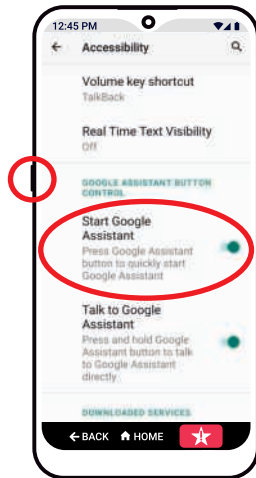 12:45 PM
Accessibility
Volume key shortcut
TalkBack
Real Time Text Visibility
Off
GOOGLE ASSISTANT BUTTON
CONTROL
Start Google
Assistant
Press Google Assistant
button to quickly start
Google Assistant
Talk to Google
Assistant
Press and hold Google
Assistant button to talk
to Google Assistant
directly
DOWNLOADED SERVICES
BACK HOME